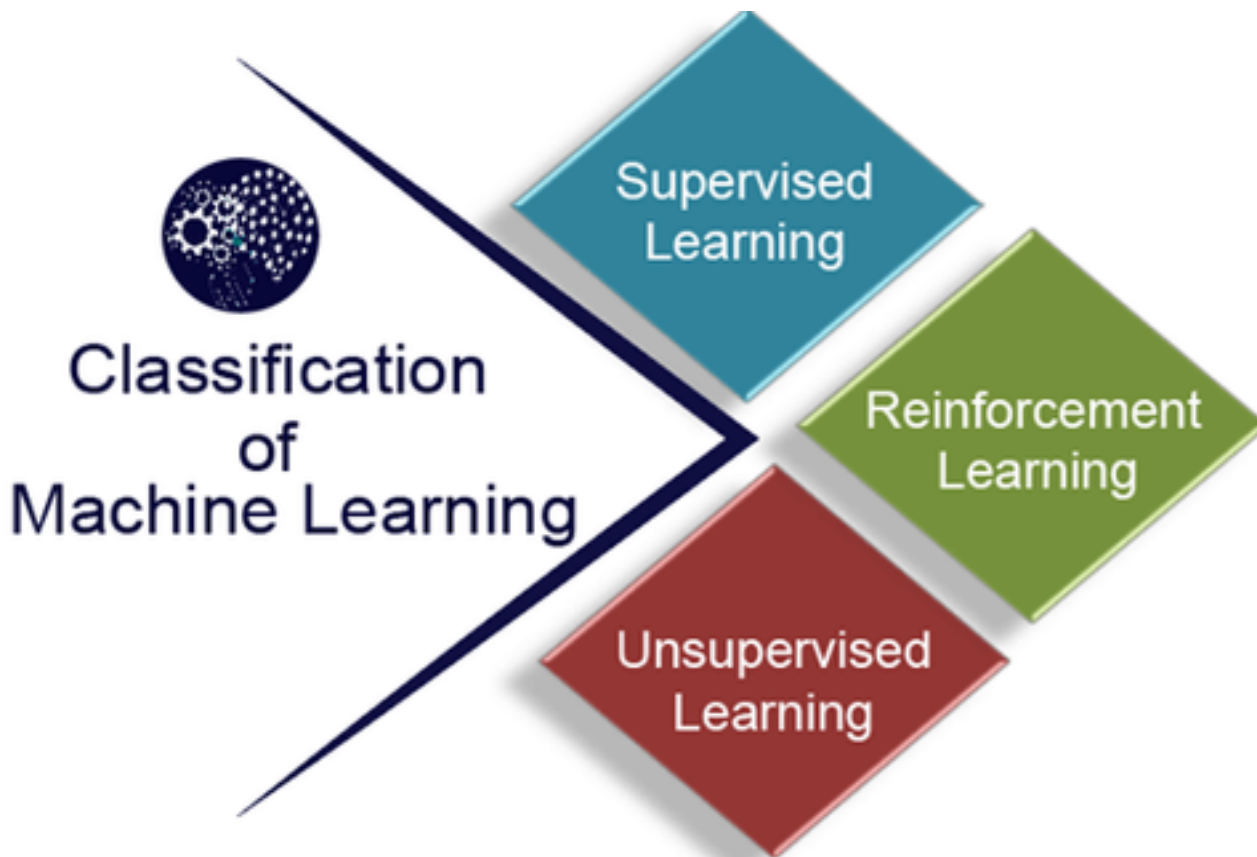 Classification
of
Machine Learning
Supervised
Learning
Reinforcement
Learning
Unsupervised
Learning